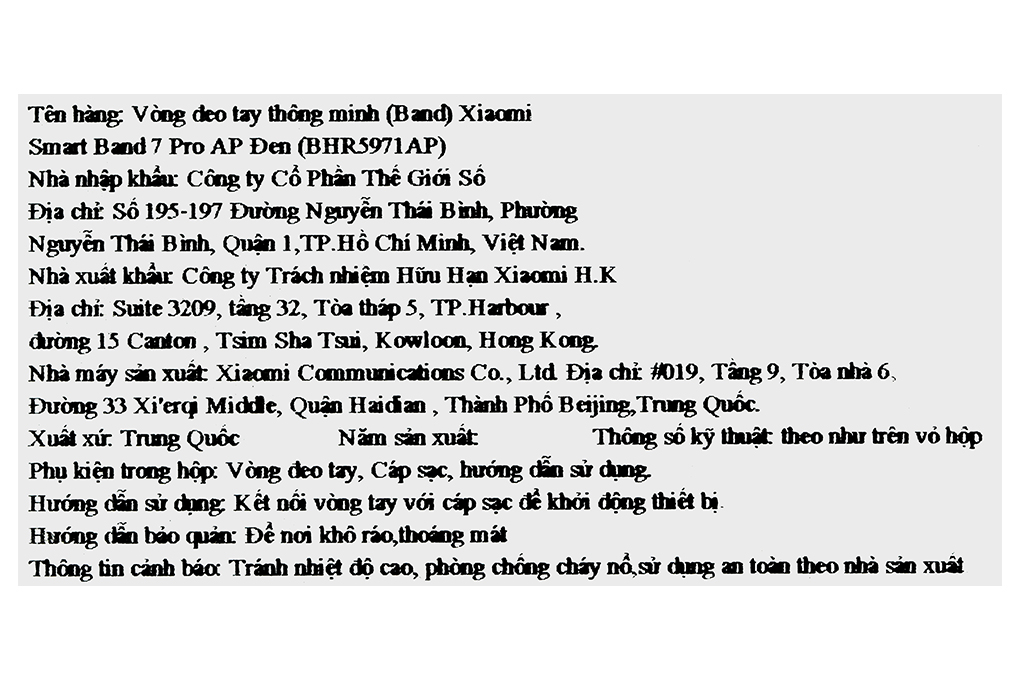 Tên hàng: Vòng đeo tay thông minh (Band) Xiaomi
Smart Band 7 Pro AP Đen (BHR5971AP)
Nhà nhập khẩu: Công ty Cổ Phần Thế Giới Số
Địa chỉ: Số 195-197 Đường Nguyễn Thái Bình, Phường
Nguyễn Thái Bình, Quận 1,TP.Hồ Chí Minh, Việt Nam.
Nhà xuất khẩu: Công ty Trách nhiệm Hữu Hạn Xiaomi H.K
Địa chỉ: Suite 3209, tầng 32, Tòa tháp 5, TP.Harbour ,
đường 15 Canton , Tsim Sha Tsui, Kowloon, Hong Kong.
Nhà máy sản xuất: Xiaomi Communications Co., Ltd. Địa chỉ: #019, Tầng 9, Tòa nhà 6,
Đường 33 Xi'erqi Middle, Quận Haidian , Thành Phố Beijing,Trung Quốc.
Xuất xứ: Trung Quốc Năm sản xuất: Thông số kỹ thuật: theo như trên vỏ hộp
Phụ kiện trong hộp: Vòng đeo tay, Cáp sạc, hướng dẫn sử dụng.
Hướng dẫn sử dụng: Kết nối vòng tay với cáp sạc để khởi động thiết bị.
Hướng dẫn bảo quản: Để nơi khô ráo,thoáng mát
Thông tin cảnh báo: Tránh nhiệt độ cao, phòng chống cháy nổ,sử dụng an toàn theo nhà sản xuất